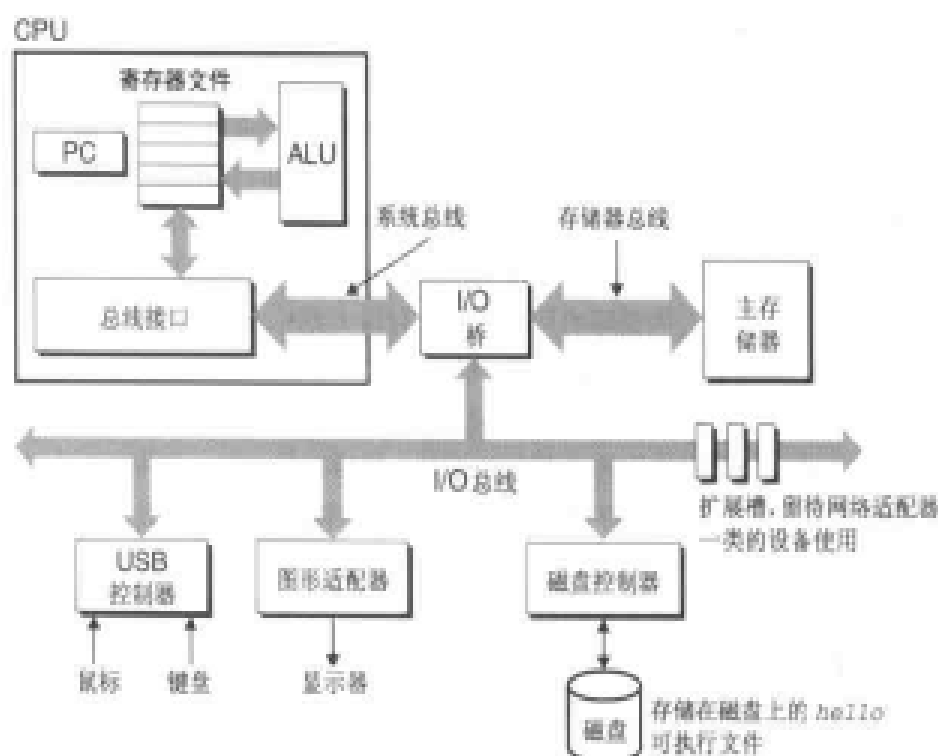 CPU
寄存器文件
PC
ALU
系统总线
存储器总线
总线接口
I/O
桥
主存
储器
I/O 总线
扩展槽，留待网络适配器
一类的设备使用
USB
控制器
图形适配器
磁盘控制器
鼠标
键盘
显示器
磁盘
存储在磁盘上的 hello
可执行文件